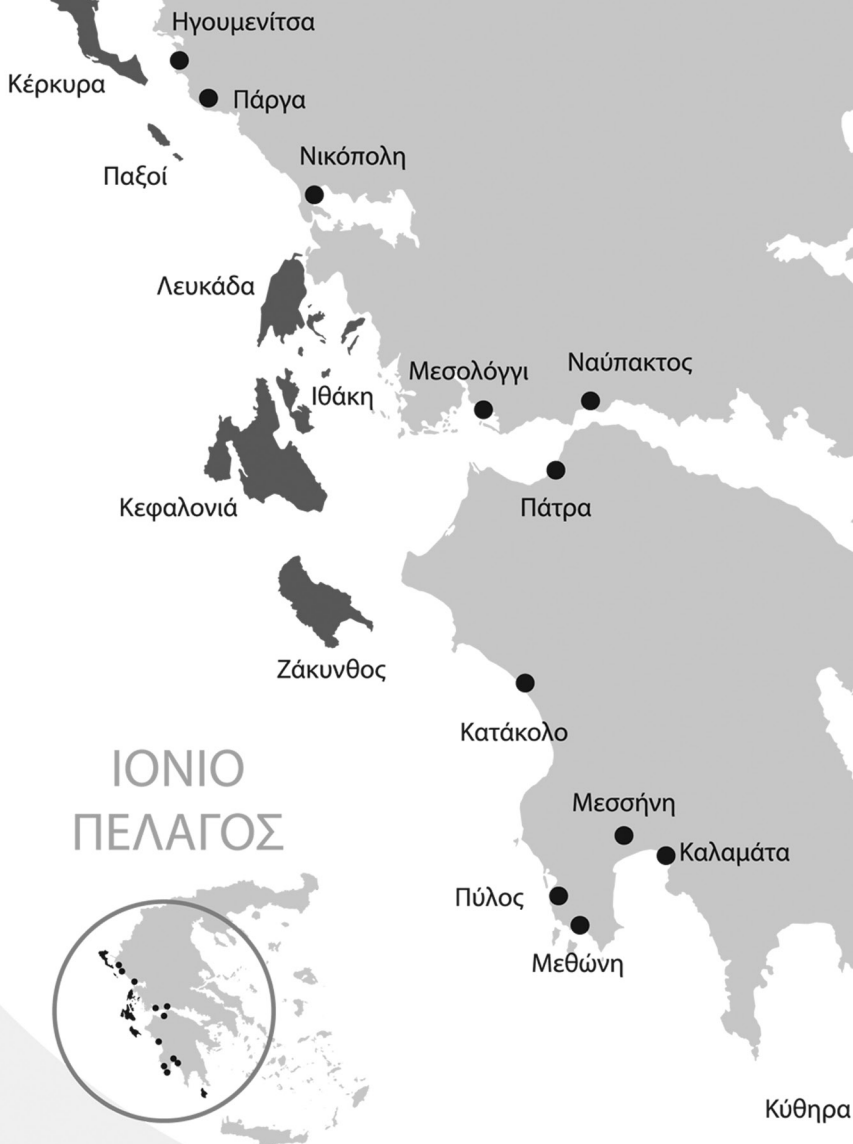 Ηγουμενίτσα
Κέρκυρα
Πάργα
Παξοί
Νικόπολη
Λευκάδα
Μεσολόγγι
Ναύπακτος
Ιθάκη
Κεφαλονιά
Πάτρα
Ζάκυνθος
Κατάκολο
ΙΟΝΙΟ
ΠΕΛΑΓΟΣ
Μεσσήνη
Καλαμάτα
Πύλος
Μεθώνη
Κύθηρα